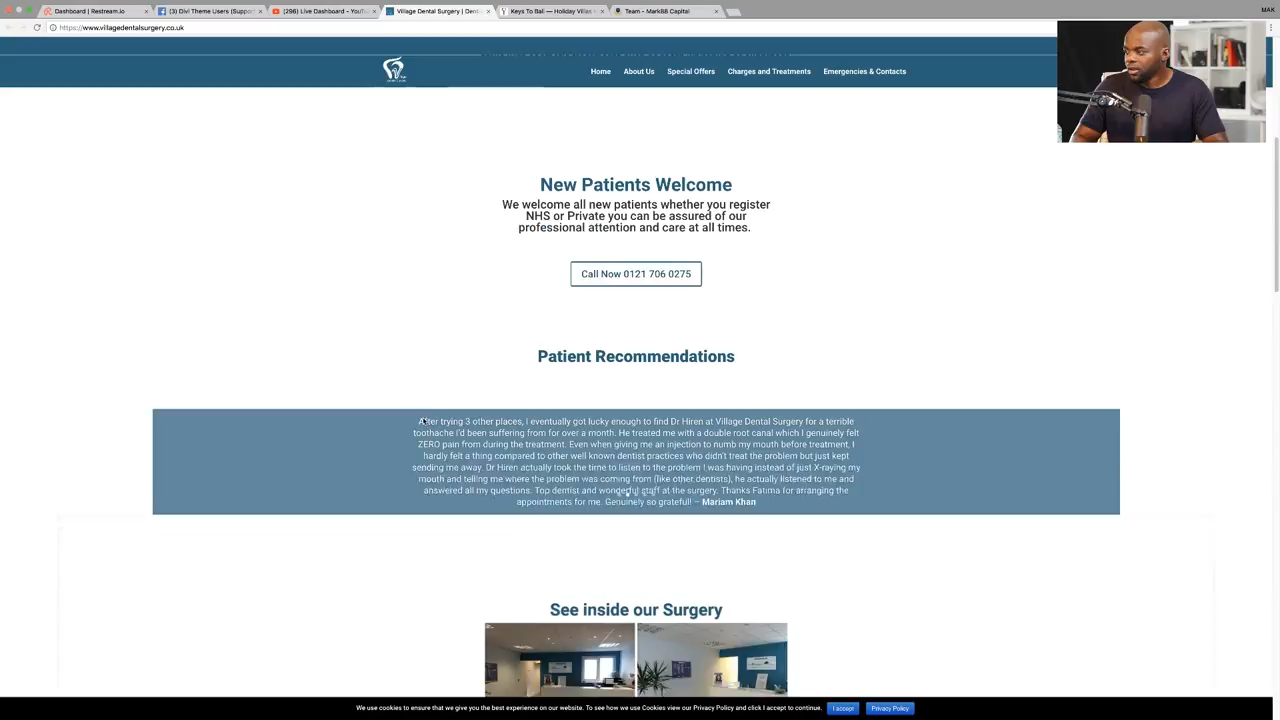 Dashboard | Restream.io
(3) Divi Theme Users (Suppo
(296) Live Dashboard - YouT
Village Dental Surgery | Den
Keys To Bali — Holiday Villas
Team - Mark88 Capital
MAK
https://www.villagedentalsurgery.co.uk
Home
About Us
Special Offers
Charges and Treatments
Emergencies & Contacts
New Patients Welcome
We welcome all new patients whether you register
NHS or Private you can be assured of our
professional attention and care at all times.
Call Now 0121 706 0275
Patient Recommendations
After trying 3 other places, i eventually got lucky enough to find Dr Hiren at Village Dental Surgery for a terrible
toothache I'd been suffering from for over a month. He treated me with a double root canal which I genuinely felt
ZERO pain from during the treatment. Even when giving me an injection to numb my mouth before treatment, I
hardly felt a thing compared to other well known dentist practices who didn't treat the problem but just kept
sending me away. Dr Hiren actually took the time to listen to the problem I was having instead of just X-raying my
mouth and telling me where the problem was coming from (like other dentists), he actually listened to me and
answered all my questions. Top dentist and wonderful staff at the surgery. Thanks Fatima for arranging the
appointments for me. Genuinely so grateful! – Mariam Khan
See inside our Surgery
We use cookies to ensure that we give you the best experience on our website. To see how we use Cookies view our Privacy Policy and click I accept to continue.
I accept
Privacy Policy